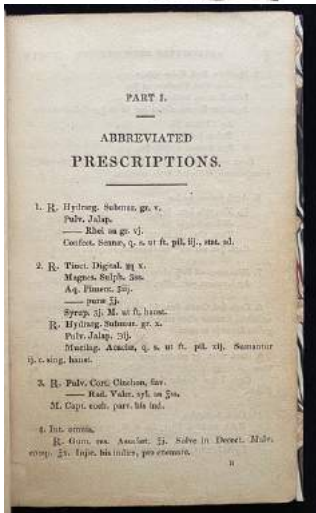 PART I.
ABBREVIATED
PRESCRIPTIONS.
1. ℞. Hydrarg. Submur. gr. v.
Pulv. Jalap.
—— Rhei aa gr. vj.
Confect. Sennæ, q. s. ut ft. pil. iij., stat. sd.
2. ℞. Tinct. Digital. ♏ x.
Magnes. Sulph. ʒss.
Aq. Piment. ʒiij.
—— puræ ℥j.
Syrup. ʒj. M. ut ft. haust.
℞. Hydrarg. Submur. gr. x.
Pulv. Jalap. ℈ij.
Mucilag. Acaciæ, q. s. ut ft. pil. xij. Sumantur
ij. c. sing. haust.
3. ℞. Pulv. Cort. Cinchon. flav.
—— Rad. Valer. syl. aa ʒss.
M. Capt. coch. parv. bis ind.
4. Int. omnia.
℞. Gum. res. Assafœt. ʒj. Solve in Decoct. Malv.
comp. ℥x. Injic. bis indies, pro enemate.
B